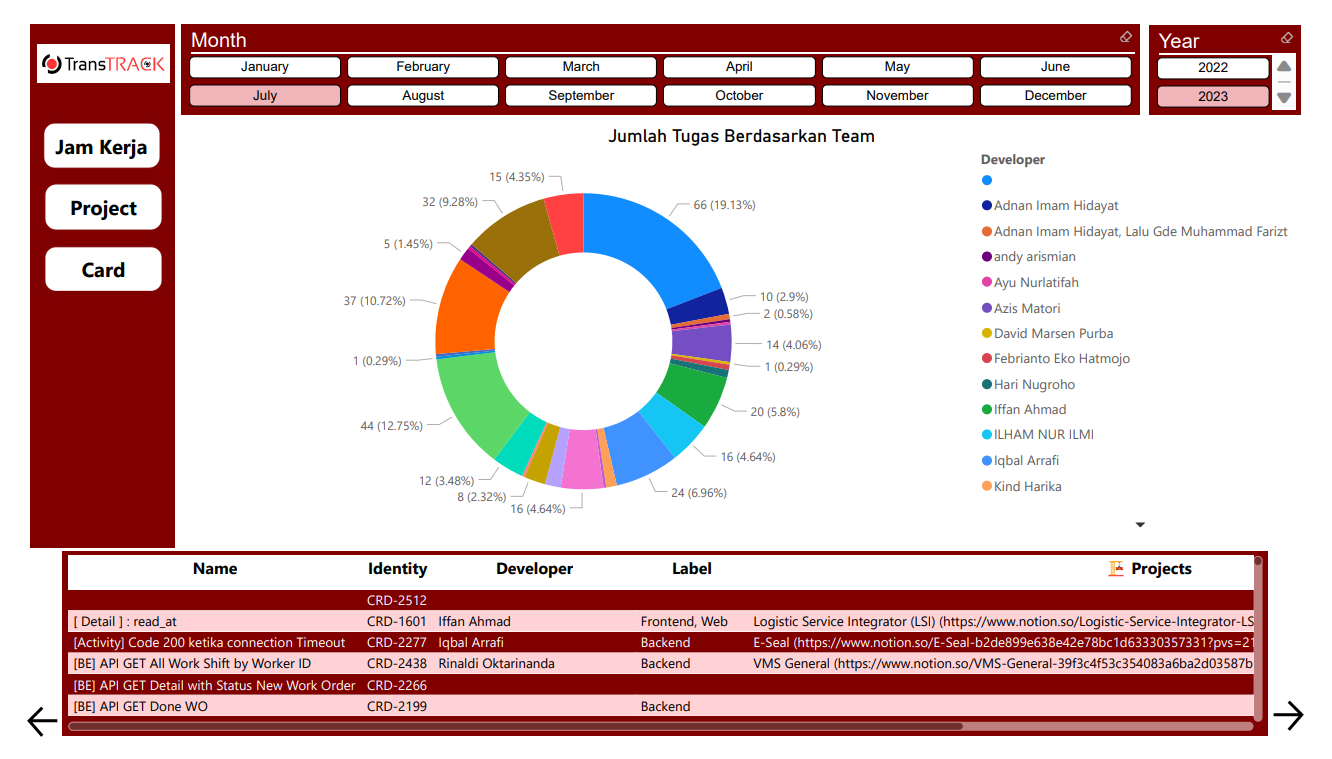 TransTRACK
Month
January February March April May June
July August September October November December
Year
2022
2023
Jam Kerja
Project
Card
Jumlah Tugas Berdasarkan Team
66 (19.13%)
10 (2.9%)
2 (0.58%)
14 (4.06%)
1 (0.29%)
20 (5.8%)
16 (4.64%)
24 (6.96%)
16 (4.64%)
8 (2.32%)
12 (3.48%)
44 (12.75%)
1 (0.29%)
37 (10.72%)
5 (1.45%)
32 (9.28%)
15 (4.35%)
Developer
Adnan Imam Hidayat
Adnan Imam Hidayat, Lalu Gde Muhammad Farizt
andy arismian
Ayu Nurlatifah
Azis Matori
David Marsen Purba
Febrianto Eko Hatmojo
Hari Nugroho
Iffan Ahmad
ILHAM NUR ILMI
Iqbal Arrafi
Kind Harika
Name Identity Developer Label Projects
CRD-2512
[ Detail ] : read_at CRD-1601 Iffan Ahmad Frontend, Web Logistic Service Integrator (LSI) (https://www.notion.so/Logistic-Service-Integrator-LS
[Activity] Code 200 ketika connection Timeout CRD-2277 Iqbal Arrafi Backend E-Seal (https://www.notion.so/E-Seal-b2de899e638e42e78bc1d63330357331?pvs=21
[BE] API GET All Work Shift by Worker ID CRD-2438 Rinaldi Oktarinanda Backend VMS General (https://www.notion.so/VMS-General-39f3c4f53c354083a6ba2d03587b
[BE] API GET Detail with Status New Work Order CRD-2266
[BE] API GET Done WO CRD-2199 Backend